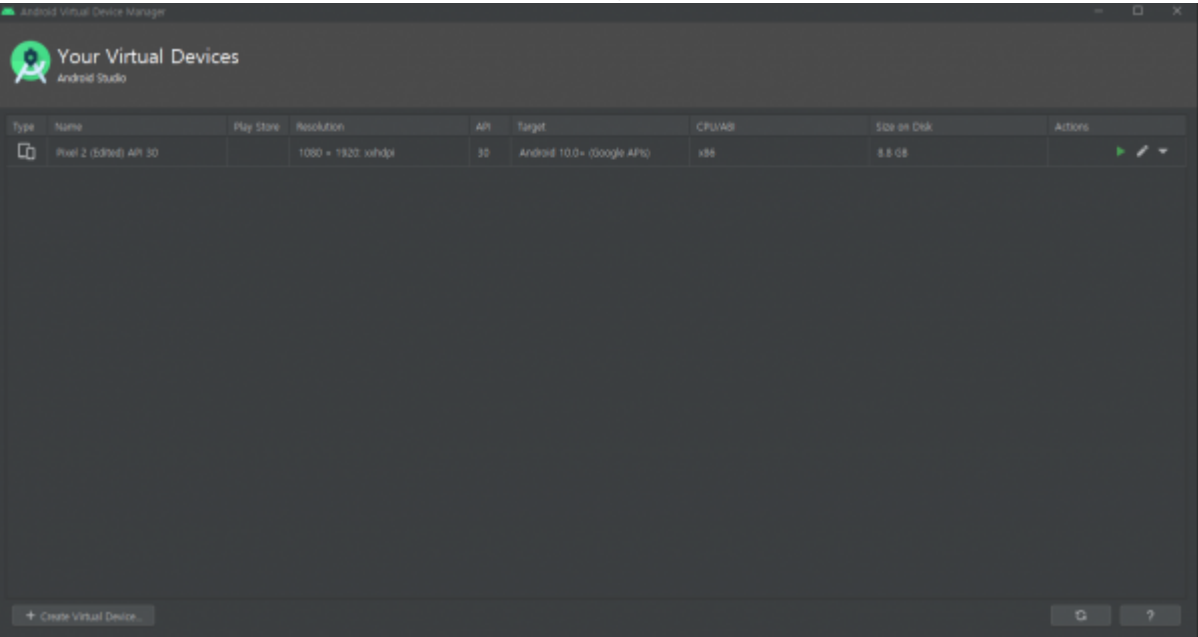 Android Virtual Device Manager
Your Virtual Devices
Android Studio
Type Name Play Store Resolution API Target CPU/ABI Size on Disk Actions
Pixel 2 (Edited) API 30 1080 × 1920: xxhdpi 30 Android 10.0+ (Google APIs) x86 8.8 GB
+ Create Virtual Device...
?